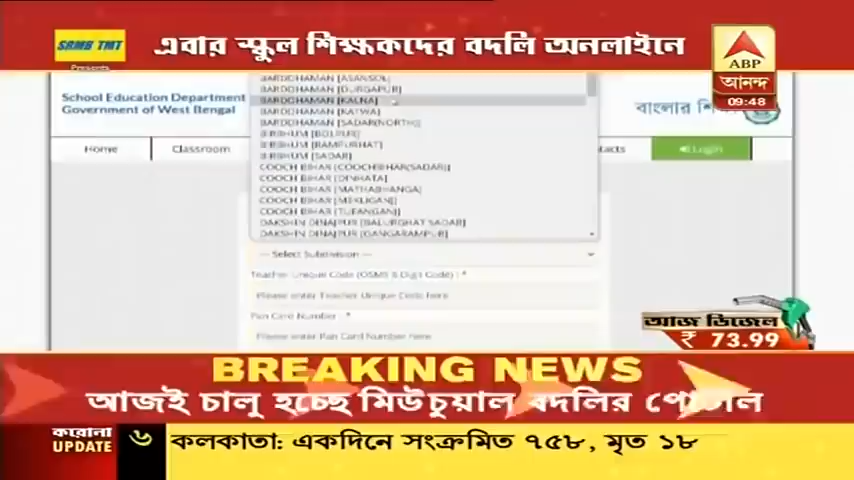 SRMB TMT
Presents
এবার স্কুল শিক্ষকদের বদলি অনলাইনে
ABP
আনন্দ
09:48
School Education Department
Government of West Bengal
বাংলার
Home
Classroom
Login
BARDDHAMAN [ASANSOL]
BARDDHAMAN [DURGAPUR]
BARDDHAMAN [KALNA]
BARDDHAMAN [KATWA]
BARDDHAMAN [SADAR(NORTH)]
BIRBHUM [BOLPUR]
BIRBHUM [RAMPURHAT]
BIRBHUM [SADAR]
COOCH BIHAR [COOCHBIHAR(SADAR)]
COOCH BIHAR [DINHATA]
COOCH BIHAR [MATHABHANGA]
COOCH BIHAR [MEKLIGANJ]
COOCH BIHAR [TUFANGANJ]
DAKSHIN DINAJPUR [BALURGHAT SADAR]
DAKSHIN DINAJPUR [GANGARAMPUR]
--- Select Subdivision ---
Teacher Unique Code (OSMS 8 Digit Code) : *
Please enter Teacher Unique Code here
Pan Card Number : *
Please enter Pan Card Number here
আজ ডিজেল
₹ 73.99
BREAKING NEWS
আজই চালু হচ্ছে মিউচুয়াল বদলির পোর্টাল
করোনা
UPDATE
কলকাতা: একদিনে সংক্রমিত ৭৫৮, মৃত ১৮